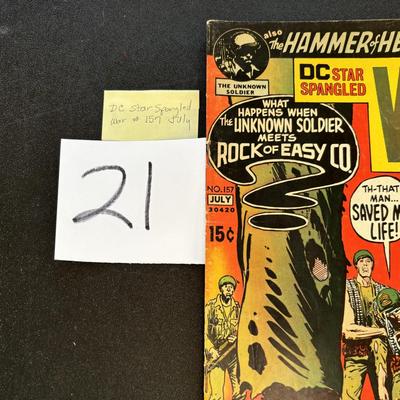 DC Star Spangled
War # 157 July
21
also
The HAMMER of HE
THE UNKNOWN
SOLDIER
DC STAR
SPANGLED
W
WHAT
HAPPENS WHEN
The UNKNOWN SOLDIER
MEETS
ROCK OF EASY CO.
NO. 157
JULY
30420
15¢
TH-THAT
MAN...
SAVED M
LIFE!